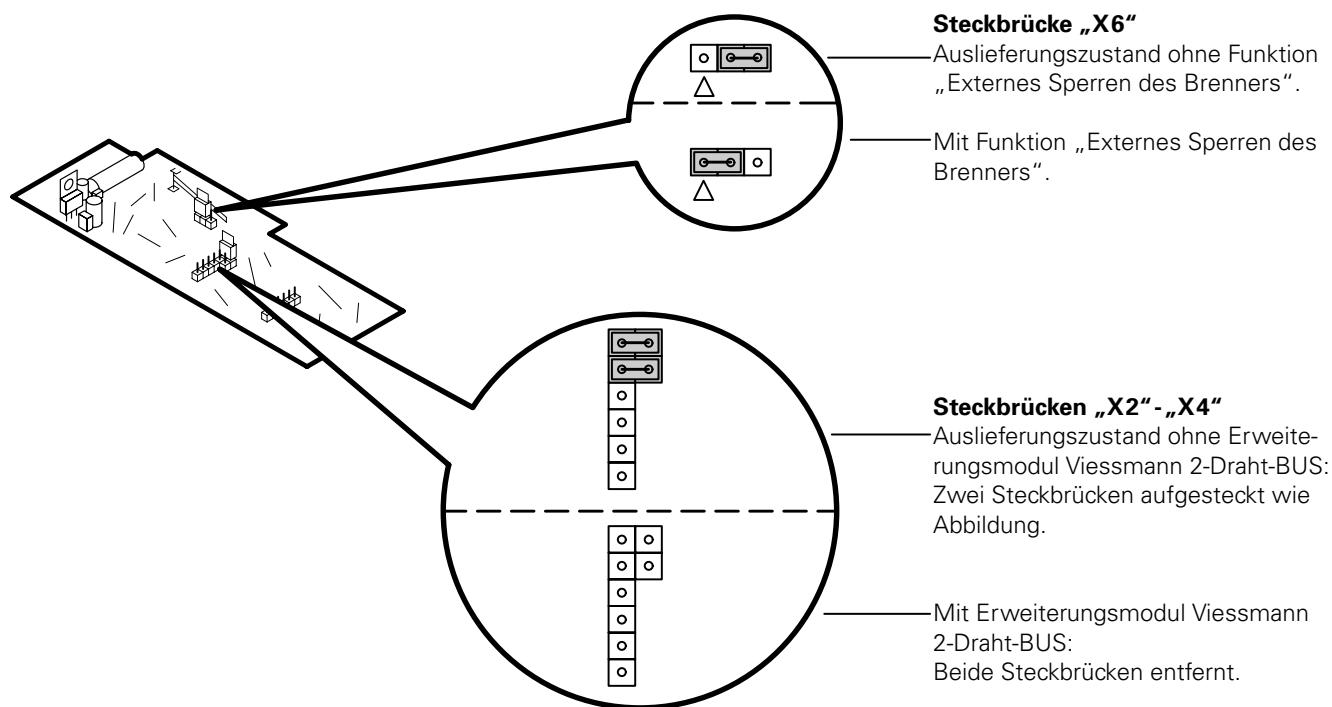 Steckbrücke „X6“
Auslieferungszustand ohne Funktion
„Externes Sperren des Brenners“.
Mit Funktion „Externes Sperren des
Brenners“.
Steckbrücken „X2“-„X4“
Auslieferungszustand ohne Erweite-
rungsmodul Viessmann 2-Draht-BUS:
Zwei Steckbrücken aufgesteckt wie
Abbildung.
Mit Erweiterungsmodul Viessmann
2-Draht-BUS:
Beide Steckbrücken entfernt.